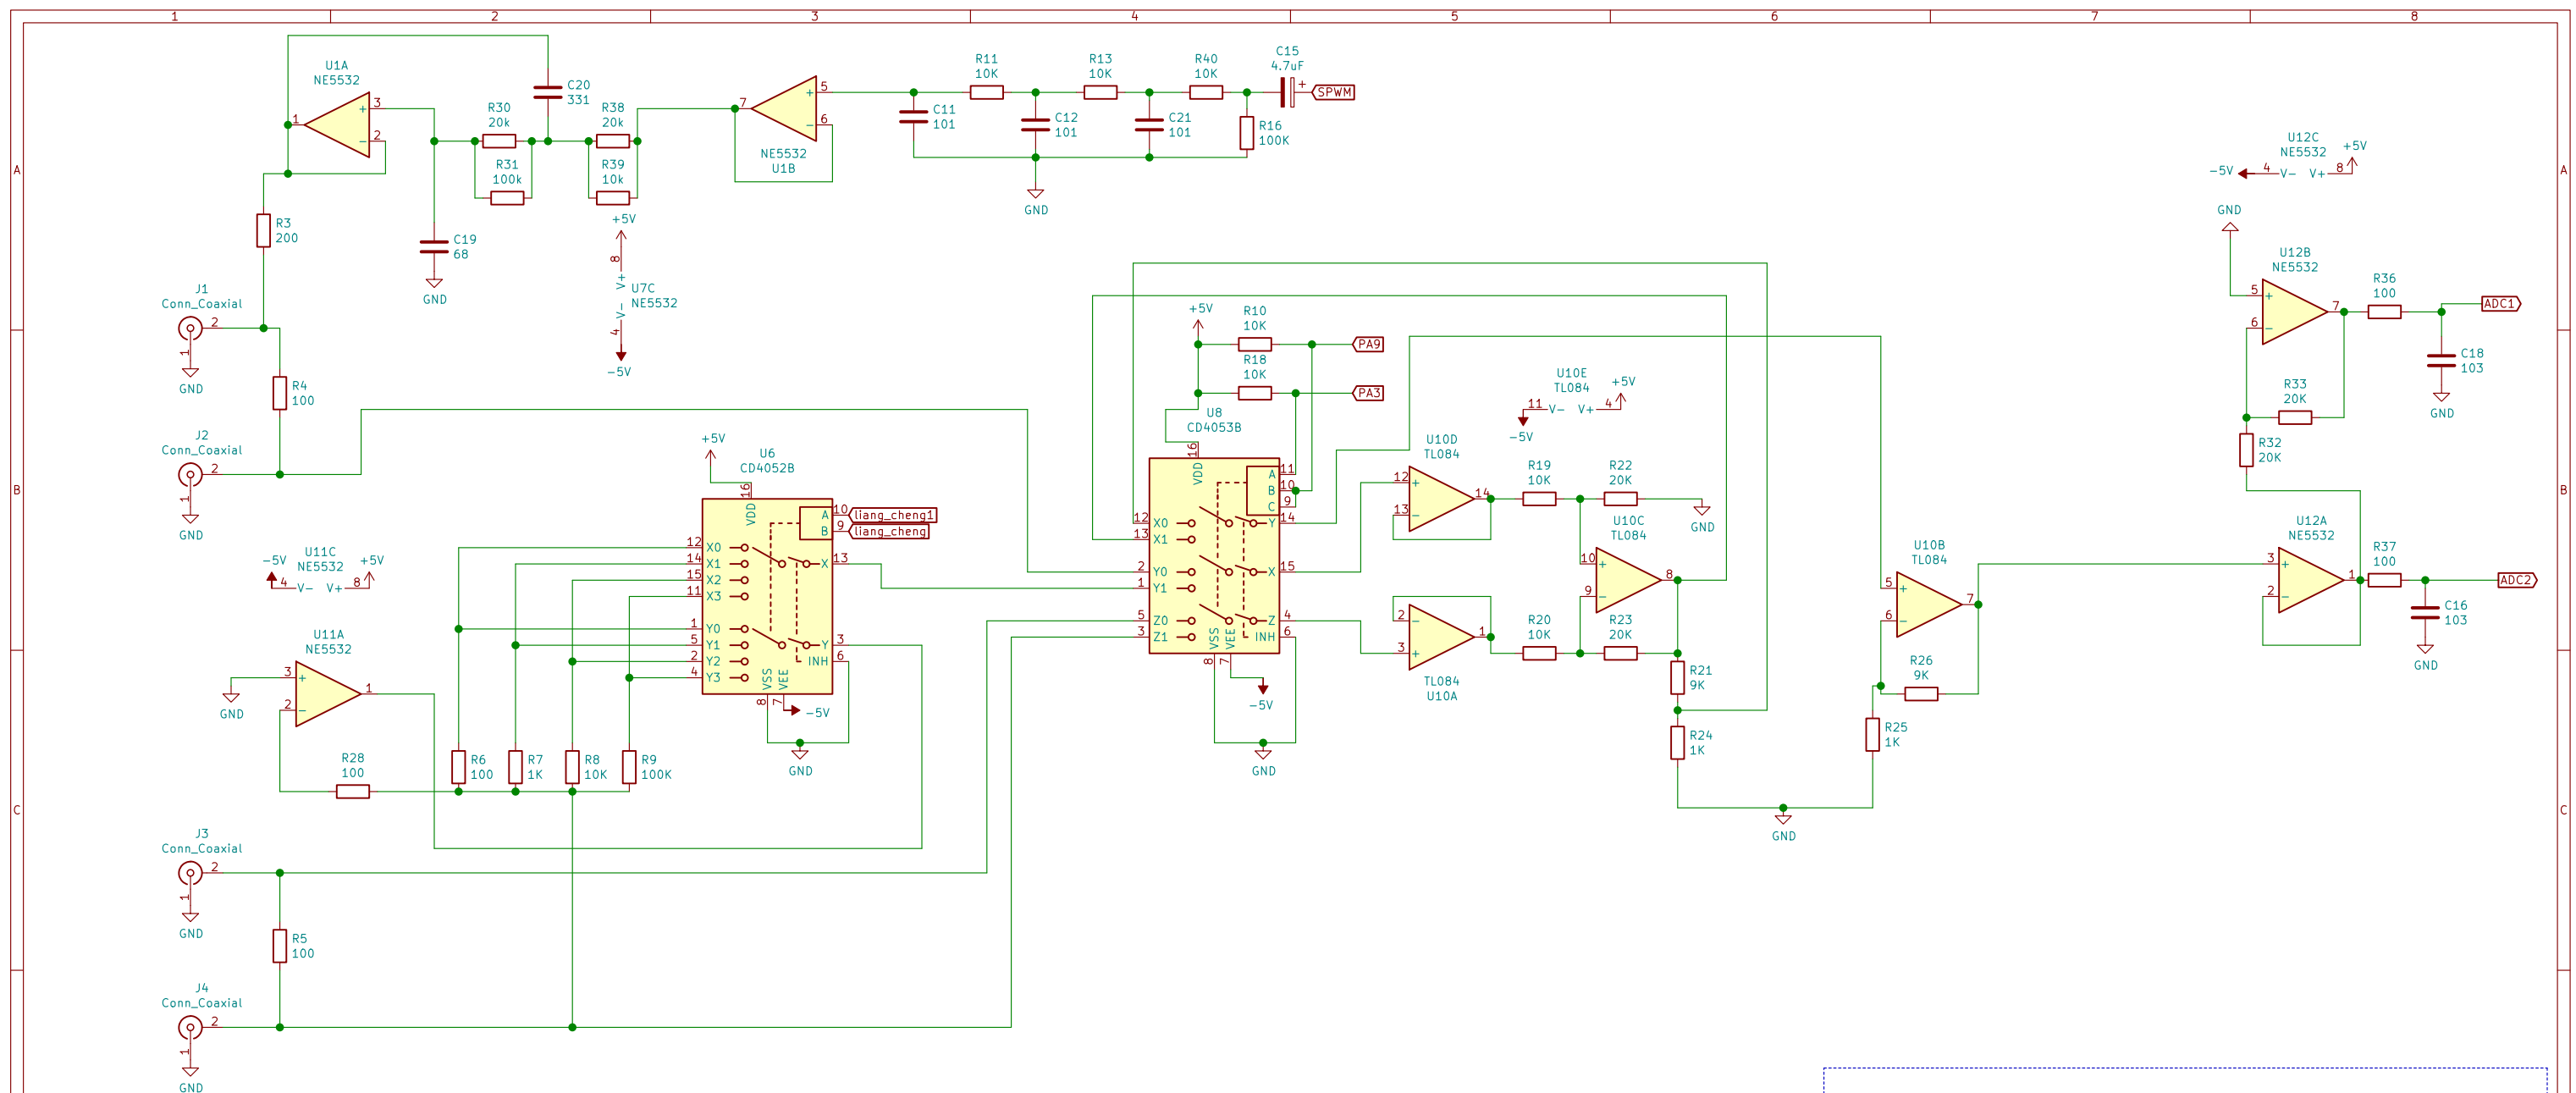 1 2 3 4 5 6 7 8
A
B
C
A
B
C
U1A
NE5532
3
2
1
C20
331
R30
20k
R31
100k
R38
20k
R39
10k
C19
68
GND
R3
200
7
5
6
NE5532
U1B
C11
101
R11
10K
C12
101
R13
10K
C21
101
R40
10K
R16
100K
C15
4.7uF
+
SPWM
GND
+5V
8
V+
V-
4
U7C
NE5532
-5V
J1
Conn_Coaxial
2
1
GND
R4
100
J2
Conn_Coaxial
2
1
GND
-5V
U11C
NE5532
+5V
4
V- V+
8
U11A
NE5532
3
2
1
GND
R28
100
+5V
U6
CD4052B
16
VDD
A
B
10
9
liang_cheng1
liang_cheng
12 X0
14 X1
15 X2
11 X3
1 Y0
5 Y1
2 Y2
4 Y3
X 13
Y 3
INH 6
VSS
VEE
8
7
-5V
GND
R6
100
R7
1K
R8
10K
R9
100K
J3
Conn_Coaxial
2
1
GND
R5
100
J4
Conn_Coaxial
2
1
GND
+5V
R10
10K
PA9
R18
10K
PA3
U8
CD4053B
16
VDD
A 11
B 10
C 9
12 X0
13 X1
2 Y0
1 Y1
5 Z0
3 Z1
Y 14
X 15
Z 4
INH 6
VSS
VEE
8
7
-5V
GND
U10E
TL084
+5V
11
V- V+
4
-5V
U10D
TL084
12
13
14
R19
10K
R22
20K
GND
U10C
TL084
10
9
8
2
3
1
TL084
U10A
R20
10K
R23
20K
R21
9K
R24
1K
GND
U10B
TL084
5
6
7
R26
9K
R25
1K
U12C
NE5532
+5V
-5V
4
V- V+
8
GND
U12B
NE5532
5
6
7
R36
100
ADC1
C18
103
GND
R33
20K
R32
20K
U12A
NE5532
3
2
1
R37
100
ADC2
C16
103
GND